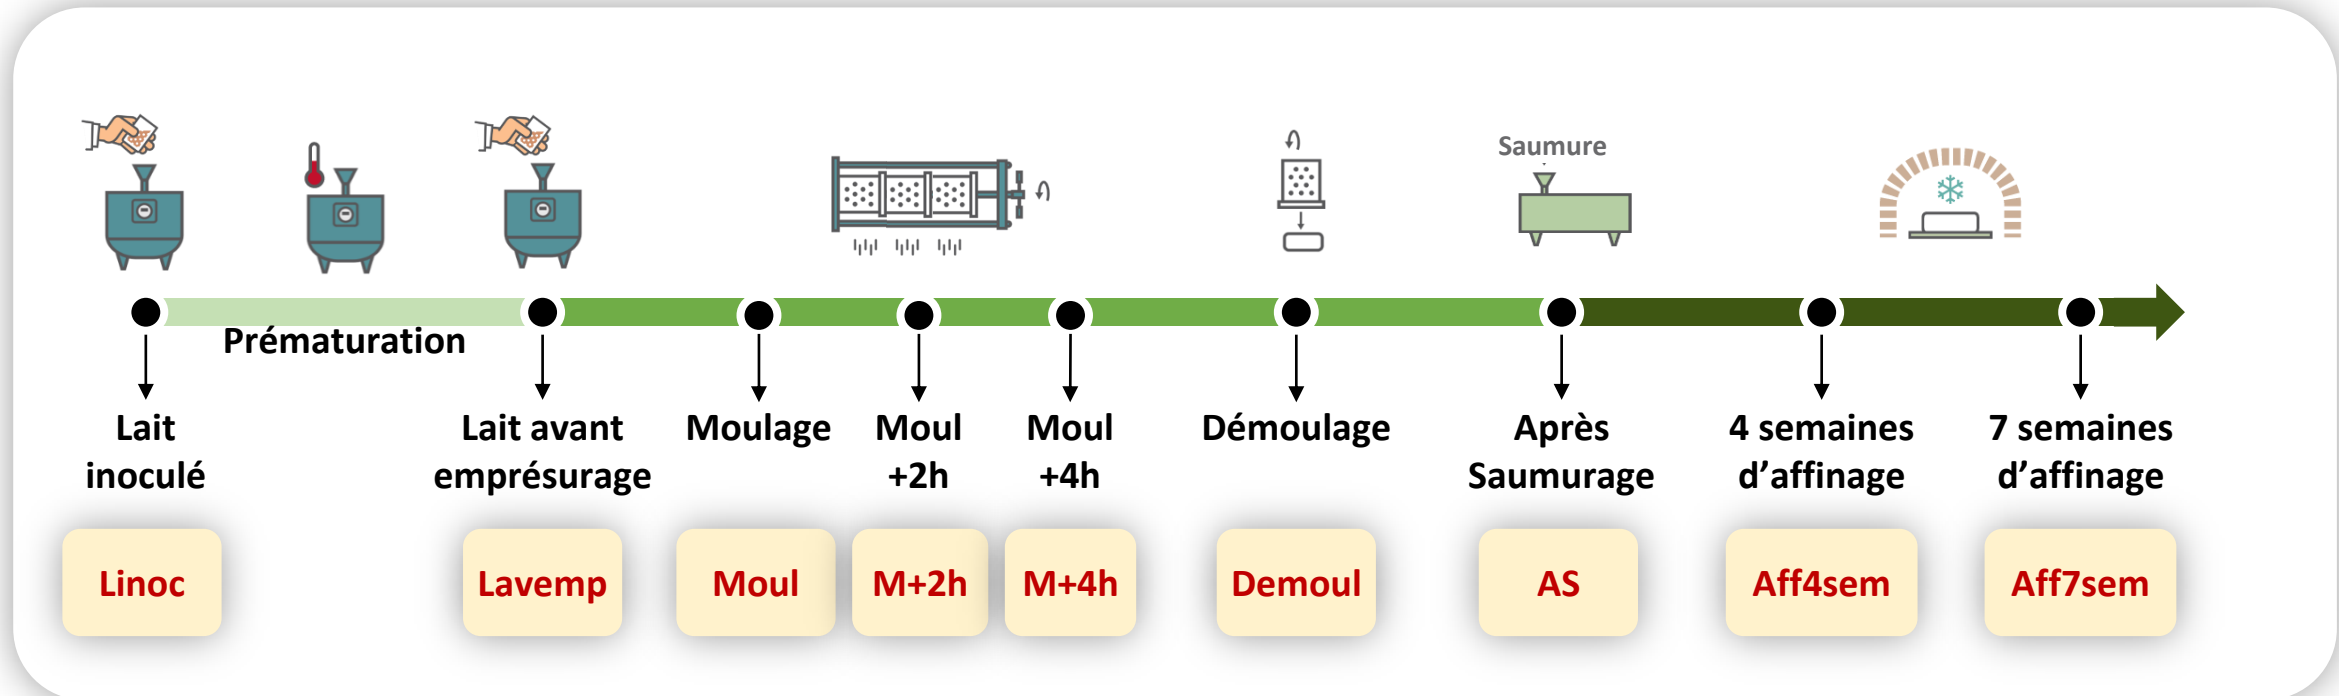 Saumure
Prématuration
Lait
inoculé
Lait avant
emprésurage
Moulage
Moul
+2h
Moul
+4h
Démoulage
Après
Saumurage
4 semaines
d’affinage
7 semaines
d’affinage
Linoc
Lavemp
Moul
M+2h
M+4h
Demoul
AS
Aff4sem
Aff7sem